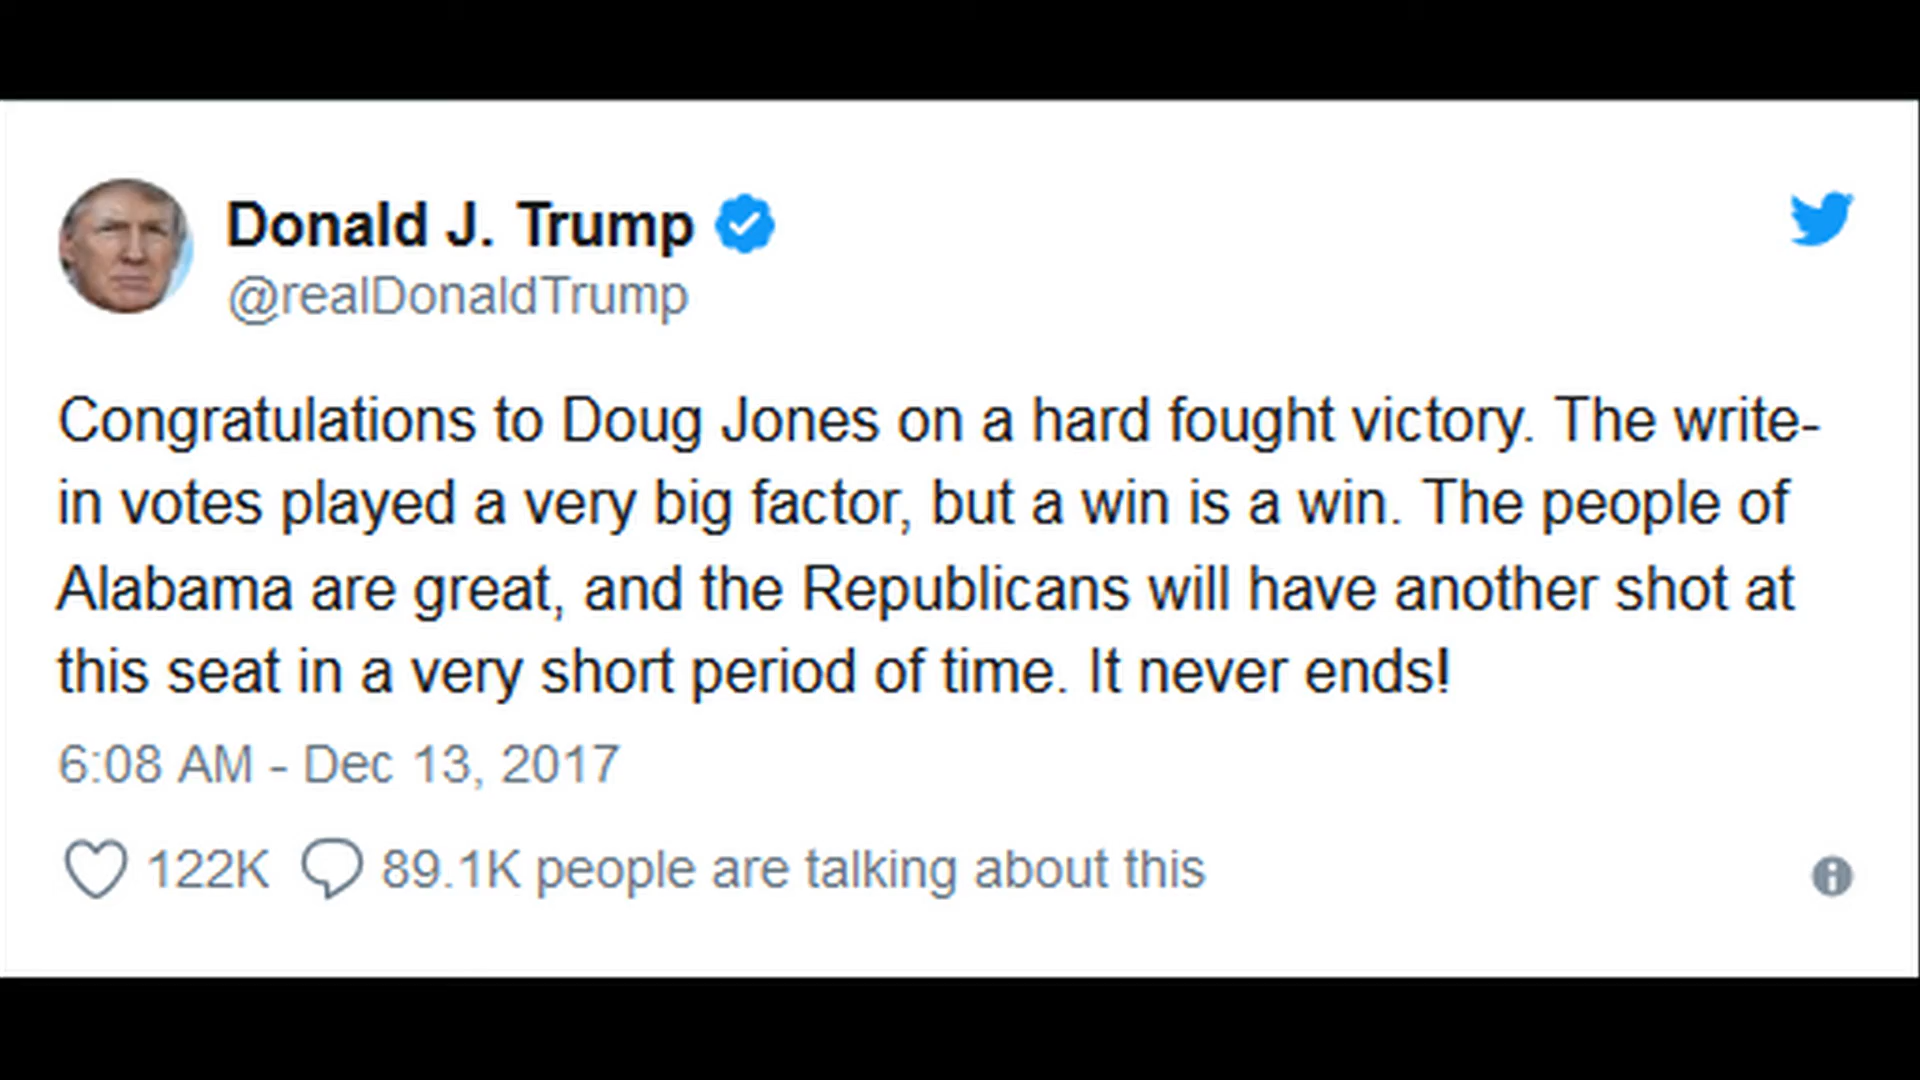 Donald J. Trump
@realDonaldTrump
Congratulations to Doug Jones on a hard fought victory. The write-
in votes played a very big factor, but a win is a win. The people of
Alabama are great, and the Republicans will have another shot at
this seat in a very short period of time. It never ends!
6:08 AM - Dec 13, 2017
122K 89.1K people are talking about this